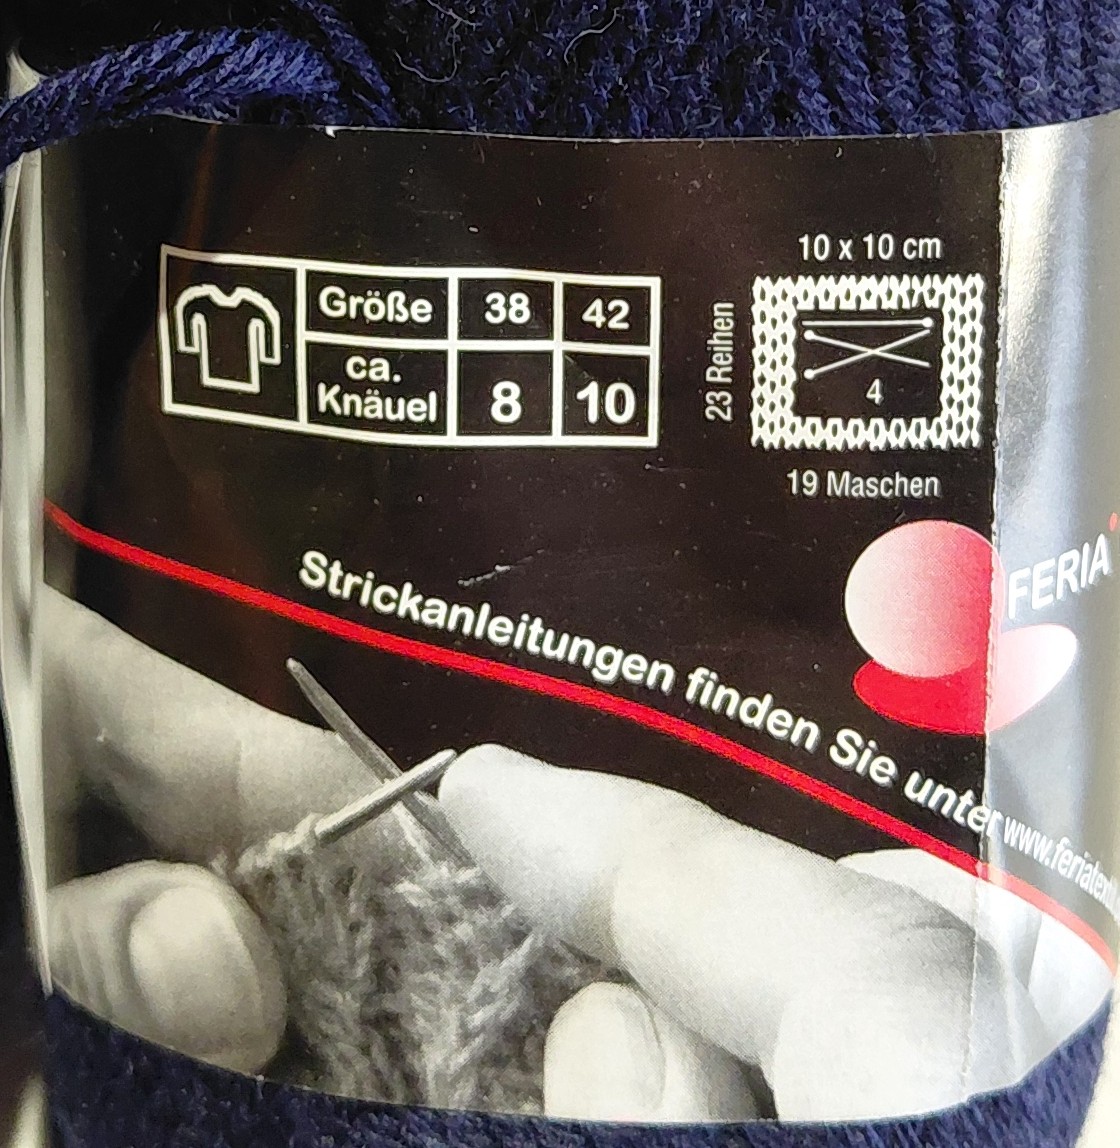 10 x 10 cm
Größe 38 42
ca.
Knäuel 8 10
23 Reihen
4
19 Maschen
FERIA
Strickanleitungen finden Sie unter